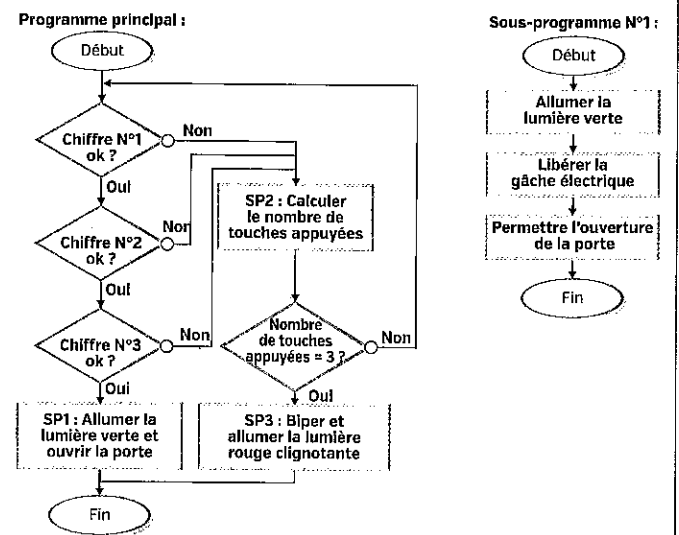 Programme principal :
Début
Chiffre N°1
ok ?
Non
Oui
Chiffre N°2
ok ?
Non
Oui
Chiffre N°3
ok ?
Non
Oui
SP1 : Allumer la
lumière verte et
ouvrir la porte
Fin
SP2 : Calculer
le nombre de
touches appuyées
Nombre
de touches
appuyées = 3 ?
Non
Oui
SP3 : Biper et
allumer la lumière
rouge clignotante
Sous-programme N°1 :
Début
Allumer la
lumière verte
Libérer la
gâche électrique
Permettre l'ouverture
de la porte
Fin